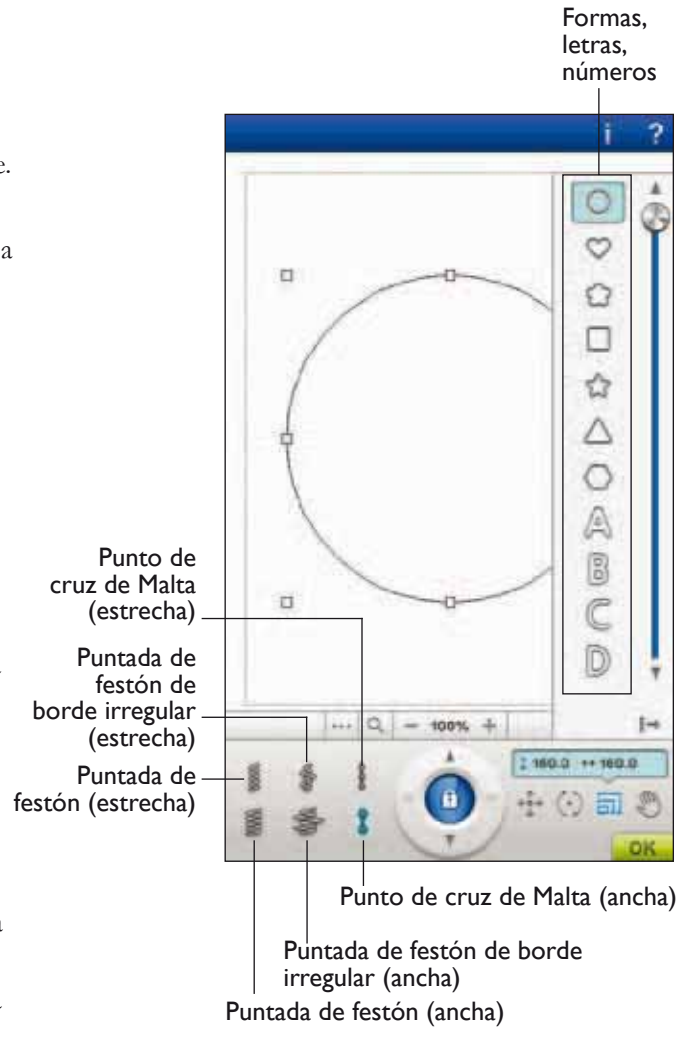 Formas,
letras,
números
i ?
e.
a
A
B
C
D
Punto de
cruz de Malta
(estrecha)
Puntada de
festón de
borde irregular
(estrecha)
Puntada de
festón (estrecha)
... − 100% +
160.0 160.0
OK
Punto de cruz de Malta (ancha)
a
Puntada de festón de borde
irregular (ancha)
Puntada de festón (ancha)